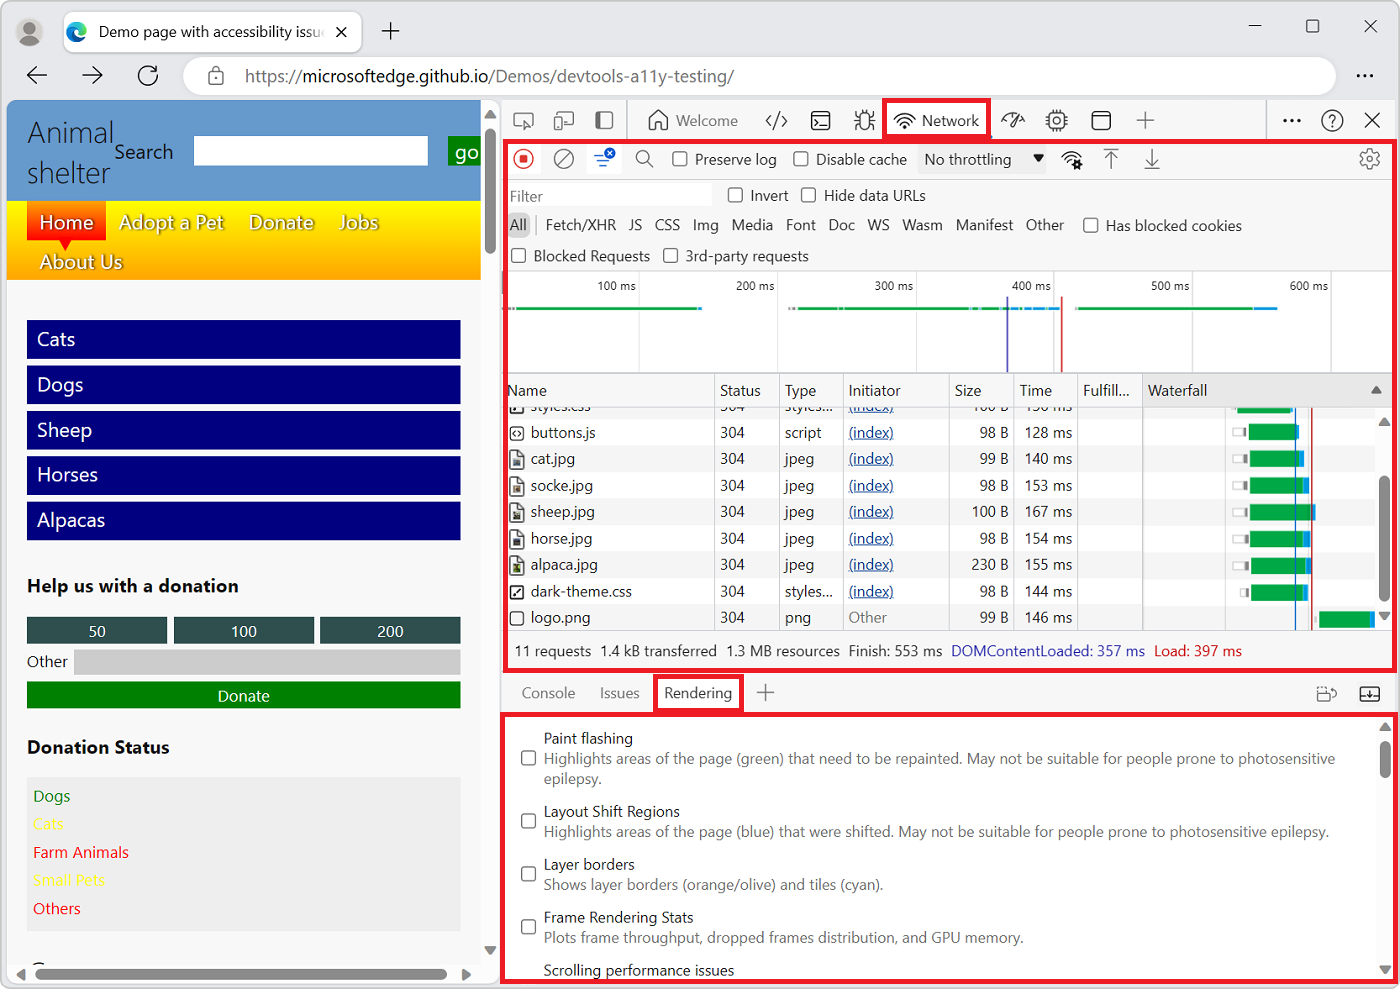 Demo page with accessibility issue
https://microsoftedge.github.io/Demos/devtools-a11y-testing/
Animal
shelter
Search
go
Home Adopt a Pet Donate Jobs
About Us
Cats
Dogs
Sheep
Horses
Alpacas
Help us with a donation
50 100 200
Other
Donate
Donation Status
Dogs
Cats
Farm Animals
Small Pets
Others
Welcome Network
Preserve log Disable cache No throttling
Filter Invert Hide data URLs
All Fetch/XHR JS CSS Img Media Font Doc WS Wasm Manifest Other Has blocked cookies
Blocked Requests 3rd-party requests
100 ms 200 ms 300 ms 400 ms 500 ms 600 ms
Name Status Type Initiator Size Time Fulfill... Waterfall
styles.css 304 styles... (index) 100 B 150 ms
buttons.js 304 script (index) 98 B 128 ms
cat.jpg 304 jpeg (index) 99 B 140 ms
socke.jpg 304 jpeg (index) 98 B 153 ms
sheep.jpg 304 jpeg (index) 100 B 167 ms
horse.jpg 304 jpeg (index) 98 B 154 ms
alpaca.jpg 304 jpeg (index) 230 B 155 ms
dark-theme.css 304 styles... (index) 98 B 144 ms
logo.png 304 png Other 99 B 146 ms
11 requests 1.4 kB transferred 1.3 MB resources Finish: 553 ms DOMContentLoaded: 357 ms Load: 397 ms
Console Issues Rendering
Paint flashing
Highlights areas of the page (green) that need to be repainted. May not be suitable for people prone to photosensitive
epilepsy.
Layout Shift Regions
Highlights areas of the page (blue) that were shifted. May not be suitable for people prone to photosensitive epilepsy.
Layer borders
Shows layer borders (orange/olive) and tiles (cyan).
Frame Rendering Stats
Plots frame throughput, dropped frames distribution, and GPU memory.
Scrolling performance issues